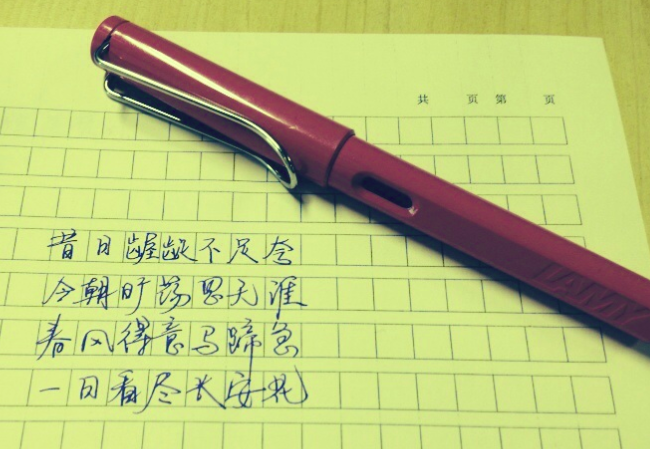 共 页 第 页
昔日龌龊不足夸
今朝旷荡思无涯
春风得意马蹄急
一日看尽长安花
LAMY